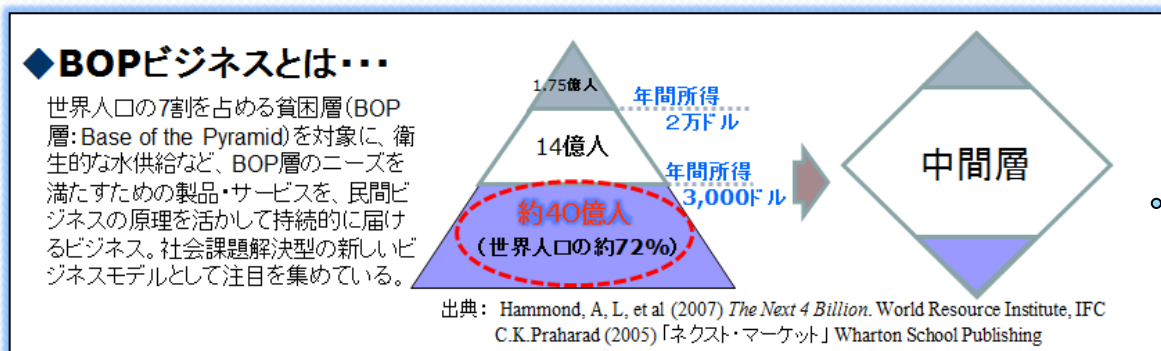 ◆BOPビジネスとは・・・
世界人口の7割を占める貧困層(BOP
層:Base of the Pyramid)を対象に、衛
生的な水供給など、BOP層のニーズを
満たすための製品・サービスを、民間ビ
ジネスの原理を活かして持続的に届け
るビジネス。社会課題解決型の新しいビ
ジネスモデルとして注目を集めている。
1.75億人
年間所得
2万ドル
14億人
年間所得
3,000ドル
約40億人
(世界人口の約72%)
中間層
出典: Hammond, A, L, et al (2007) The Next 4 Billion. World Resource Institute, IFC
C.K.Praharad (2005) 「ネクスト・マーケット」 Wharton School Publishing